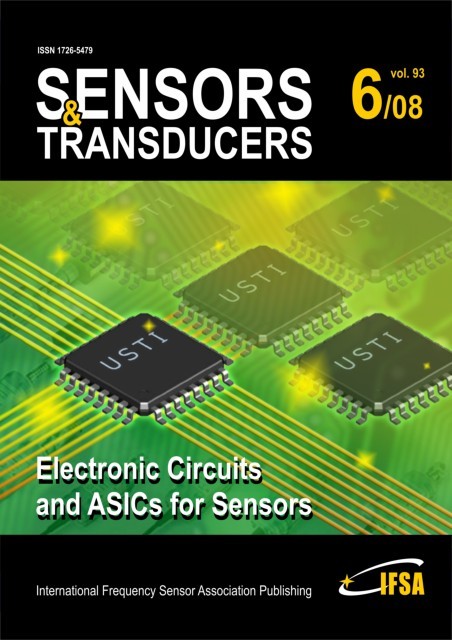 ISSN 1726-5479
SENSORS
&
TRANSDUCERS
vol. 93
6/08
USTI
USTI
USTI
USTI
USTI
Electronic Circuits
and ASICs for Sensors
International Frequency Sensor Association Publishing
IFSA